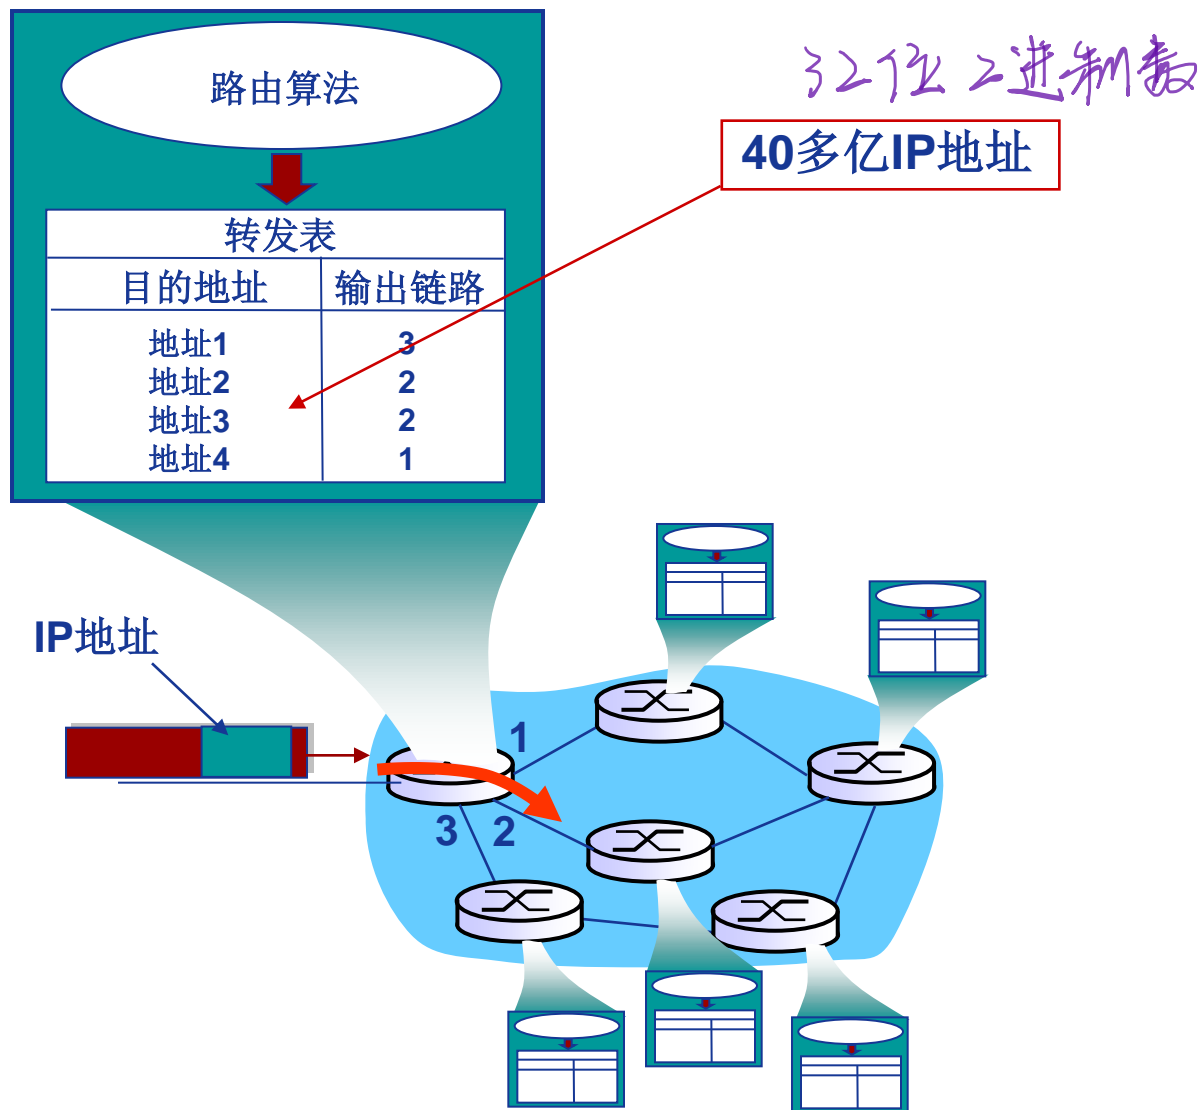 路由算法
32位 2进制数
40多亿IP地址
转发表
目的地址 输出链路
地址1 3
地址2 2
地址3 2
地址4 1
IP地址
1
3 2